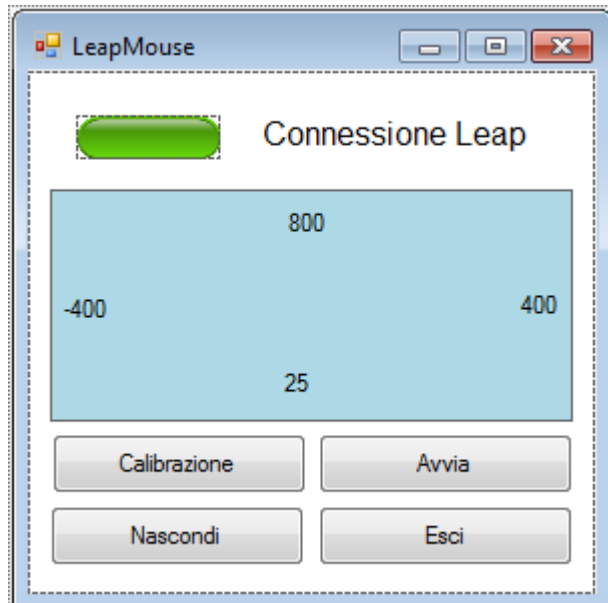 LeapMouse
Connessione Leap
800
-400
400
25
Calibrazione
Avvia
Nascondi
Esci